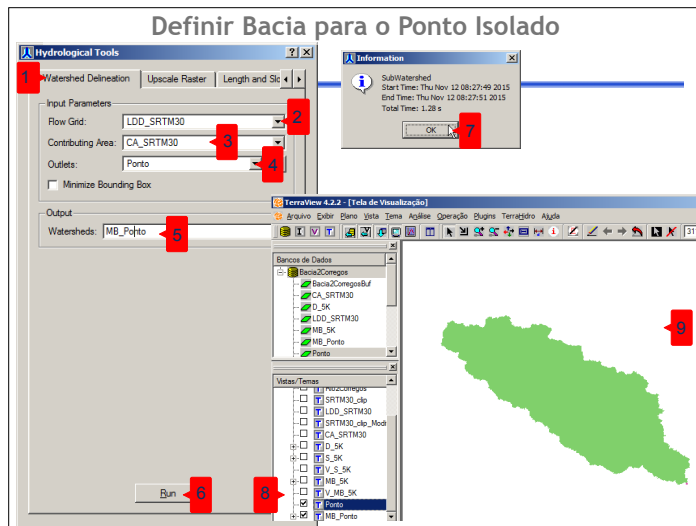 Definir Bacia para o Ponto Isolado
Hydrological Tools
1
Watershed Delineation
Upscale Raster
Input Parameters
Flow Grid:
LDD_SRTM30
2
Contributing Area:
CA_SRTM30
3
Outlets:
Ponto
4
Minimize Bounding Box
Output
Watersheds:
MB_Ponto
5
Run
6
Information
SubWatershed
Start Time: Thu Nov 12 08:27:49 2015
End Time: Thu Nov 12 08:27:51 2015
Total Time: 1.28 s
OK
7
TerraView 4.2.2 - [Tela de Visualização]
Arquivo Exibir Plano Vista Tema Análise Operação Plugins TerraHidro Ajuda
Bancos de Dados
Bacia2Corregos
Bacia2CorregosBuf
CA_SRTM30
D_5K
LDD_SRTM30
MB_5K
MB_Ponto
Ponto
Vistas/Temas
SRTM30_clip
LDD_SRTM30
SRTM30_clip_Modi
CA_SRTM30
D_5K
S_5K
V_S_5K
MB_5K
V_MB_5K
8
Ponto
MB_Ponto
9